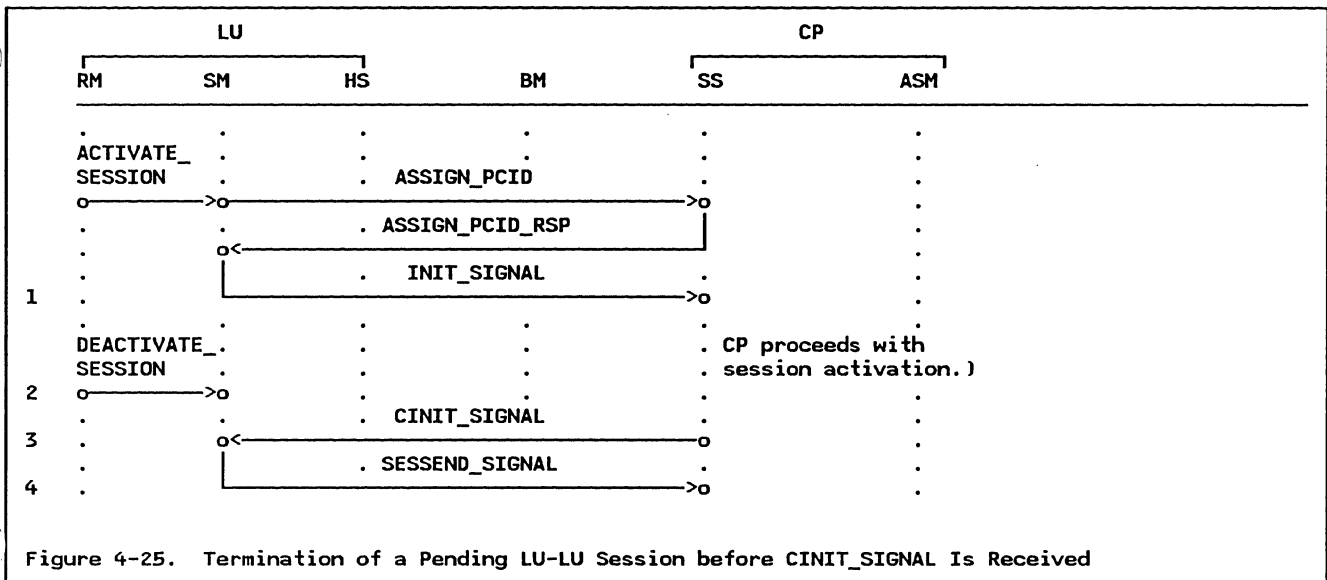 LU CP
RM SM HS BM SS ASM
ACTIVATE_
SESSION ASSIGN_PCID
ASSIGN_PCID_RSP
INIT_SIGNAL
1
DEACTIVATE_ CP proceeds with
SESSION session activation.)
2
CINIT_SIGNAL
3
SESSEND_SIGNAL
4
Figure 4-25. Termination of a Pending LU-LU Session before CINIT_SIGNAL Is Received